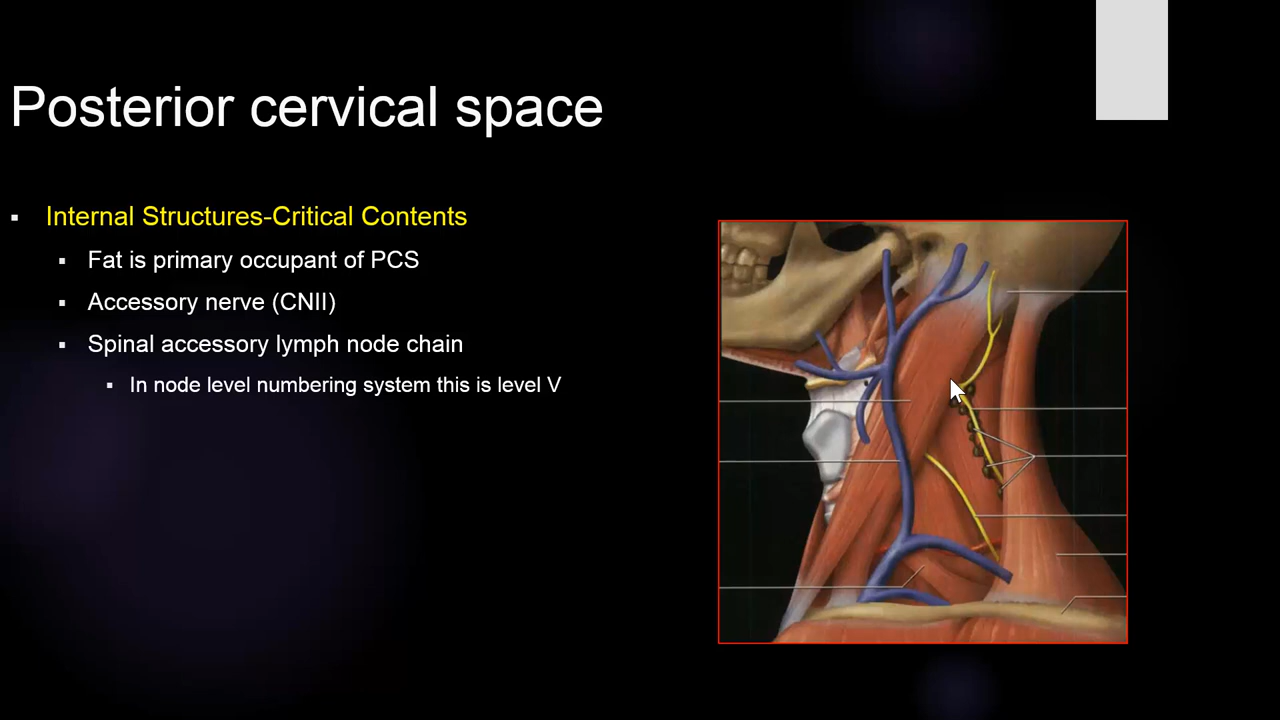 Posterior cervical space
▪ Internal Structures-Critical Contents
▪ Fat is primary occupant of PCS
▪ Accessory nerve (CNII)
▪ Spinal accessory lymph node chain
▪ In node level numbering system this is level V